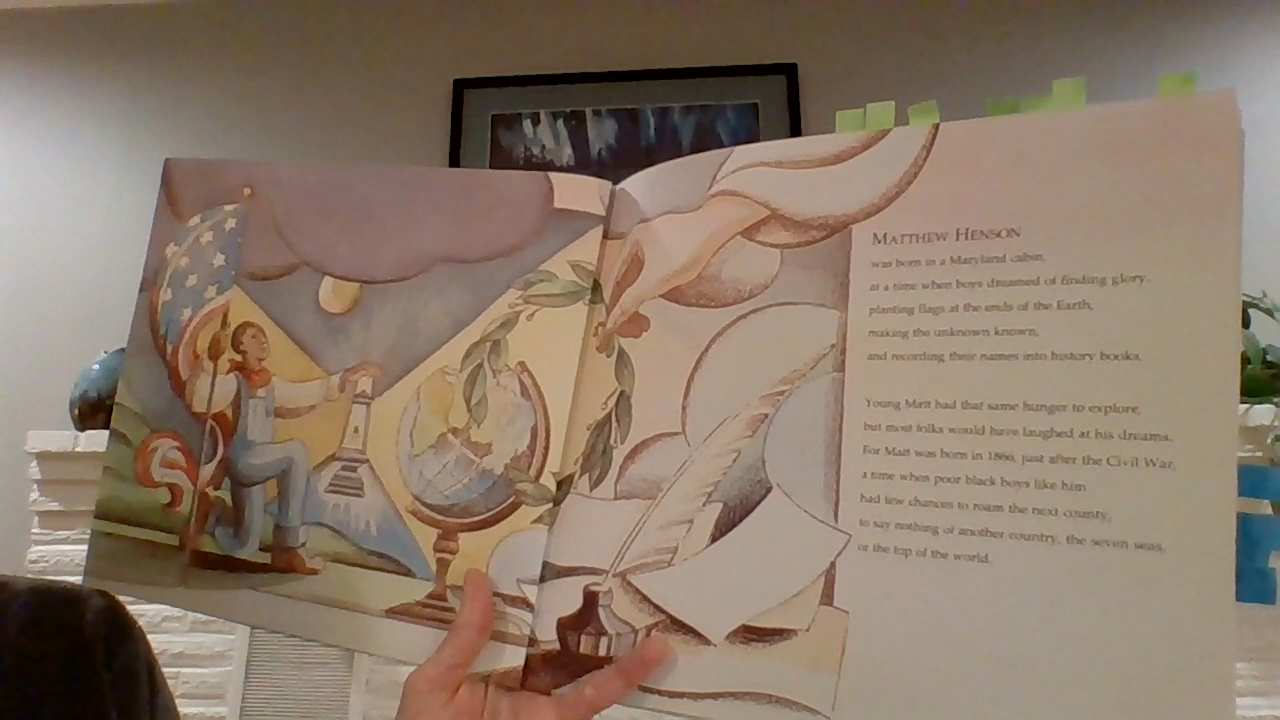 MATTHEW HENSON
was born in a Maryland cabin,
at a time when boys dreamed of finding glory,
planting flags at the ends of the Earth,
making the unknown known,
and recording their names into history books.
Young Matt had that same hunger to explore,
but most folks would have laughed at his dreams.
For Matt was born in 1866, just after the Civil War,
a time when poor black boys like him
had few chances to roam the next county,
to say nothing of another country, the seven seas,
or the top of the world.